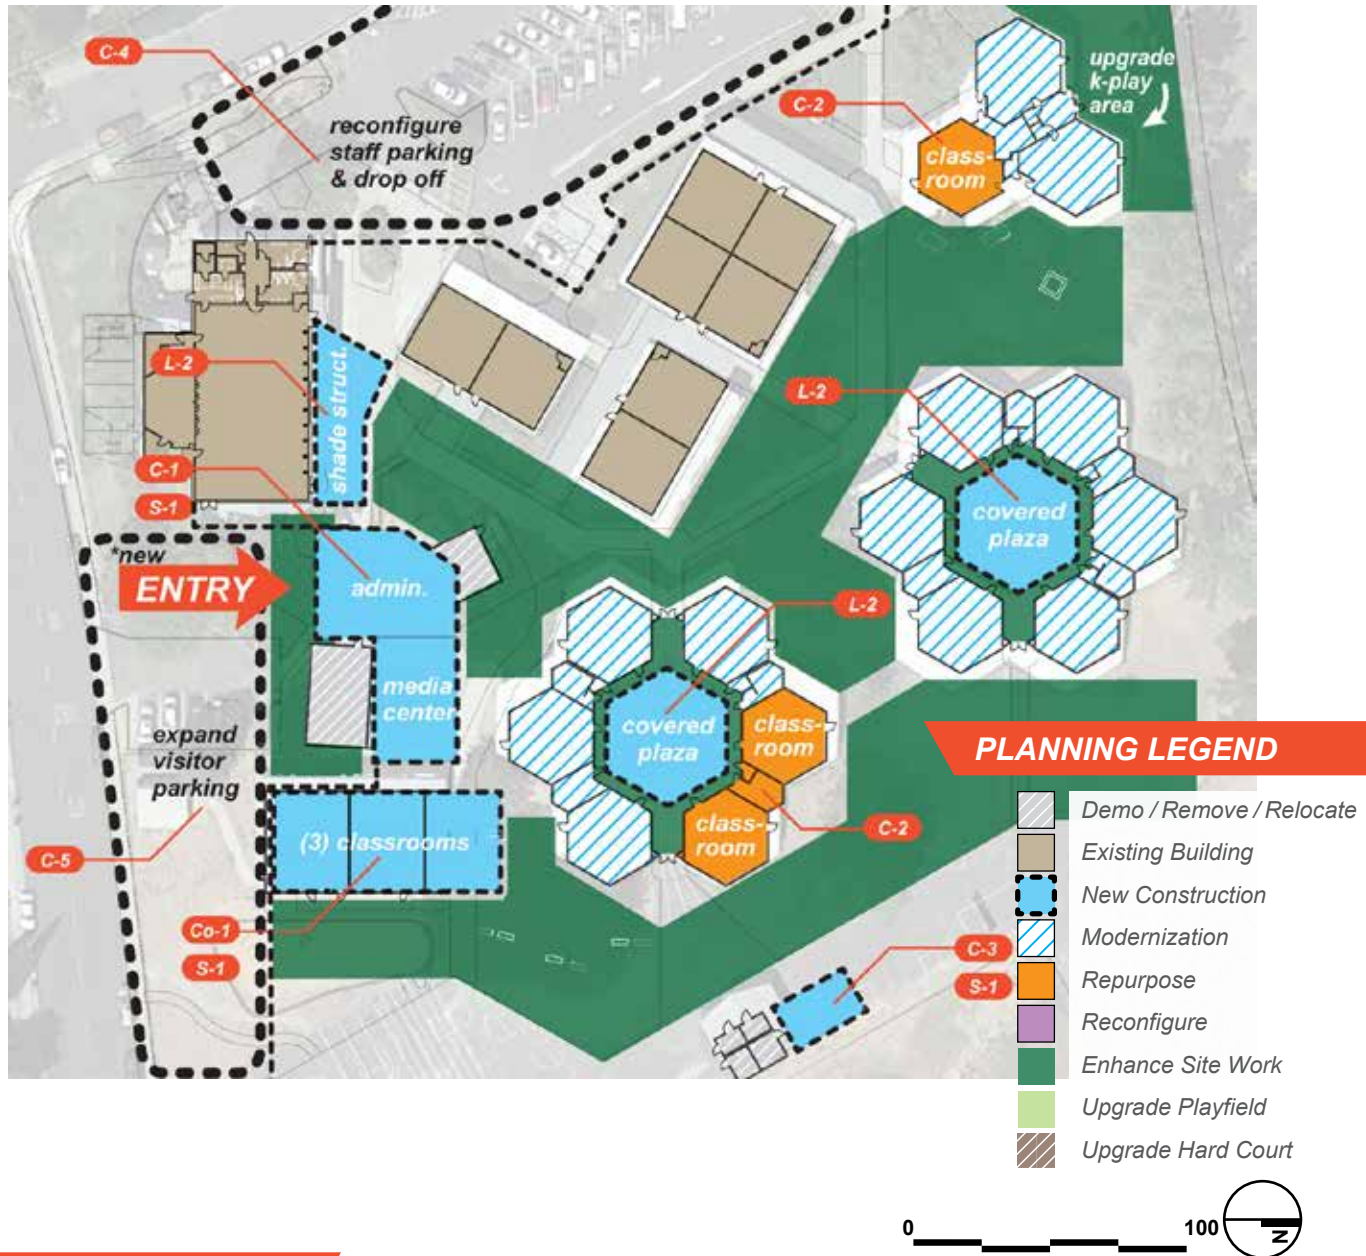 C-4
reconfigure
staff parking
& drop off
C-2
class-
room
upgrade
k-play
area
L-2
shade struct.
L-2
covered
plaza
C-1
S-1
*new
ENTRY
admin.
media
center
L-2
covered
plaza
class-
room
class-
room
C-2
expand
visitor
parking
C-5
(3) classrooms
Co-1
S-1
C-3
S-1
PLANNING LEGEND
Demo / Remove / Relocate
Existing Building
New Construction
Modernization
Repurpose
Reconfigure
Enhance Site Work
Upgrade Playfield
Upgrade Hard Court
0
100
N